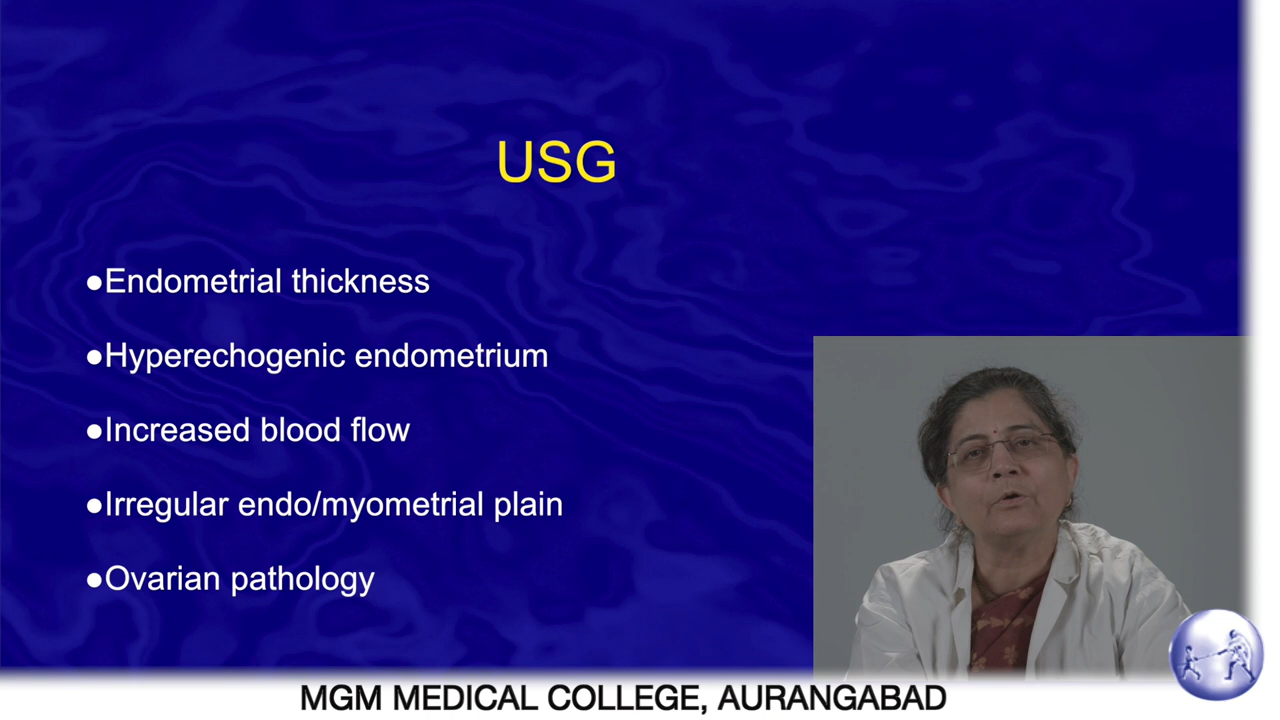 USG
●Endometrial thickness
●Hyperechogenic endometrium
●Increased blood flow
●Irregular endo/myometrial plain
●Ovarian pathology
MGM MEDICAL COLLEGE, AURANGABAD